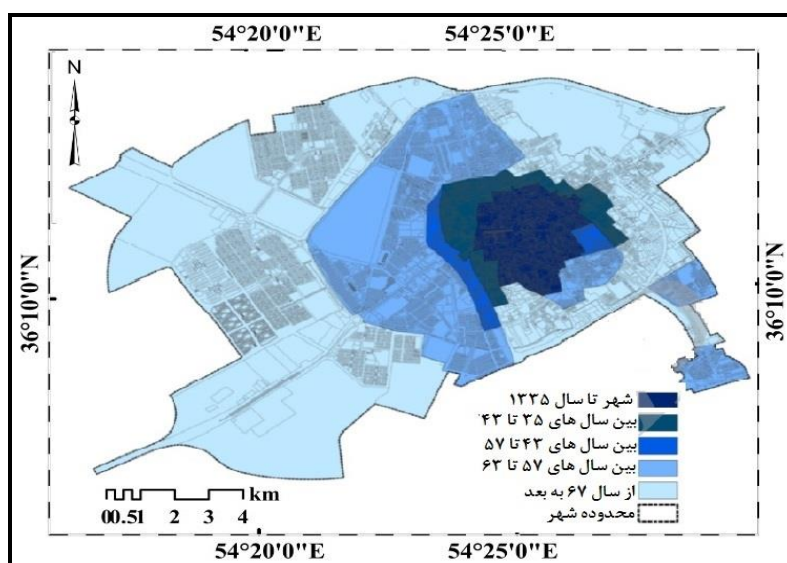 54°20'0"E 54°25'0"E
N
36°10'0"N 36°10'0"N
شهر تا سال ۱۳۳۵
بین سال های ۳۵ تا ۴۳
بین سال های ۴۳ تا ۵۷
بین سال های ۵۷ تا ۶۳
از سال ۶۷ به بعد
محدوده شهر
km
00.51 2 3 4
54°20'0"E 54°25'0"E